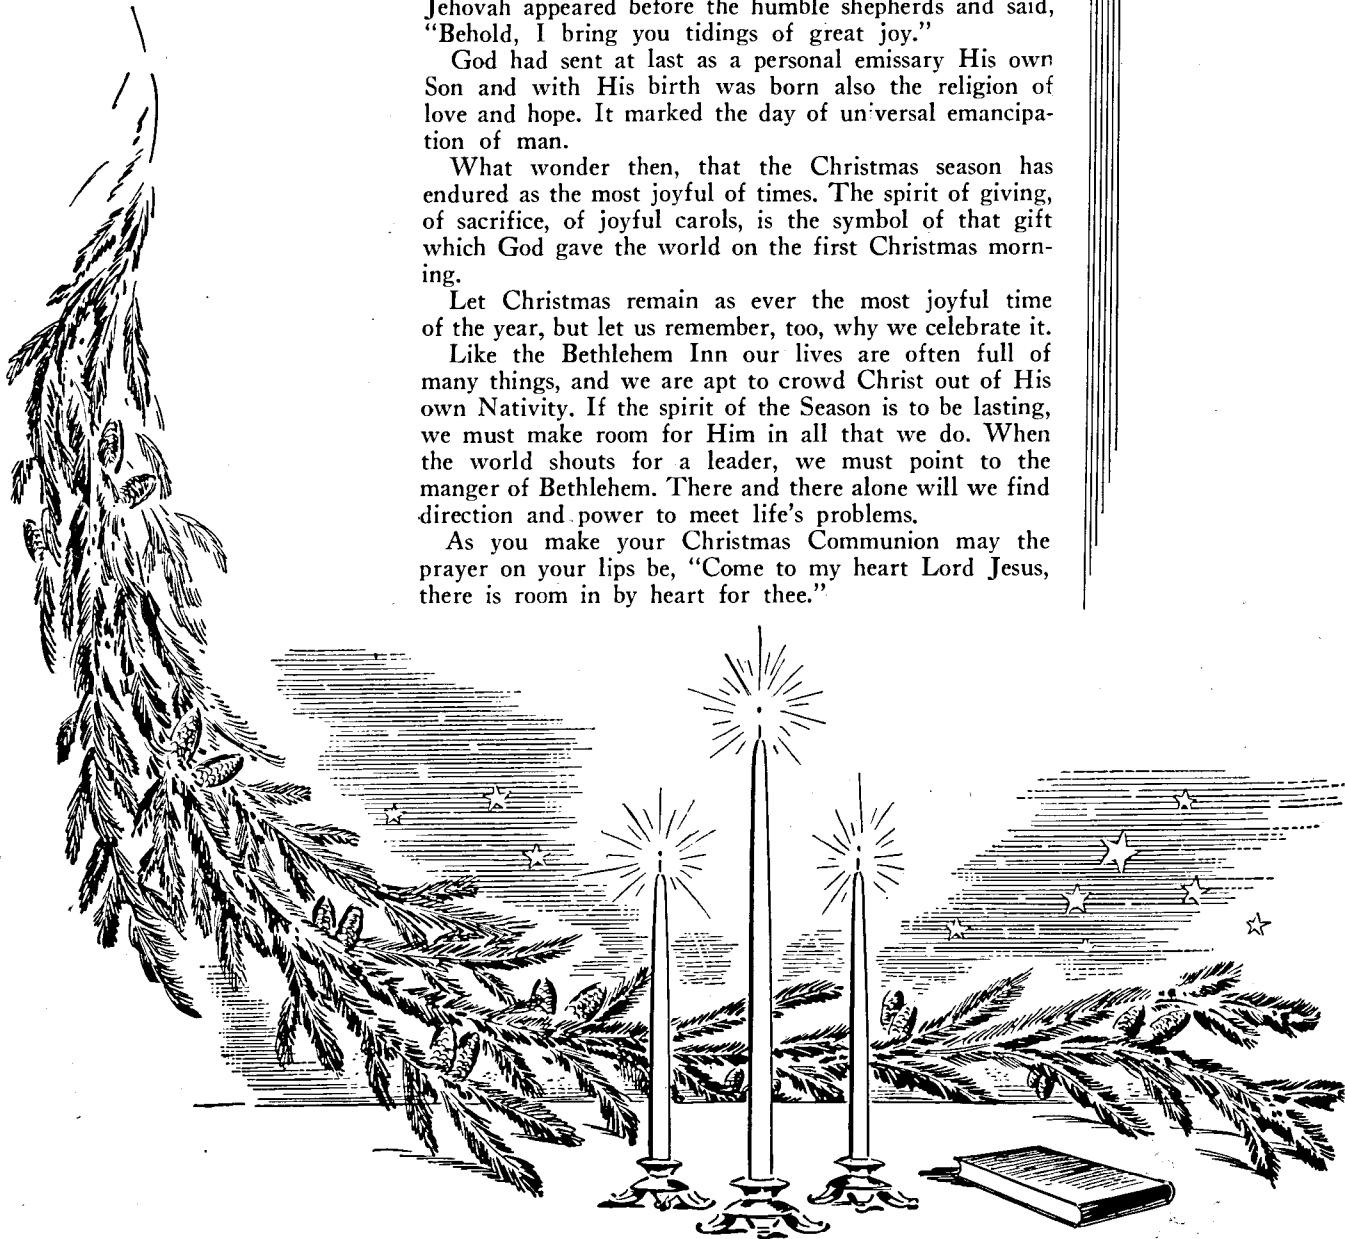 Jehovah appeared before the humble shepherds and said,
“Behold, I bring you tidings of great joy.”
God had sent at last as a personal emissary His own
Son and with His birth was born also the religion of
love and hope. It marked the day of universal emancipa-
tion of man.
What wonder then, that the Christmas season has
endured as the most joyful of times. The spirit of giving,
of sacrifice, of joyful carols, is the symbol of that gift
which God gave the world on the first Christmas morn-
ing.
Let Christmas remain as ever the most joyful time
of the year, but let us remember, too, why we celebrate it.
Like the Bethlehem Inn our lives are often full of
many things, and we are apt to crowd Christ out of His
own Nativity. If the spirit of the Season is to be lasting,
we must make room for Him in all that we do. When
the world shouts for a leader, we must point to the
manger of Bethlehem. There and there alone will we find
direction and power to meet life’s problems.
As you make your Christmas Communion may the
prayer on your lips be, “Come to my heart Lord Jesus,
there is room in by heart for thee.”